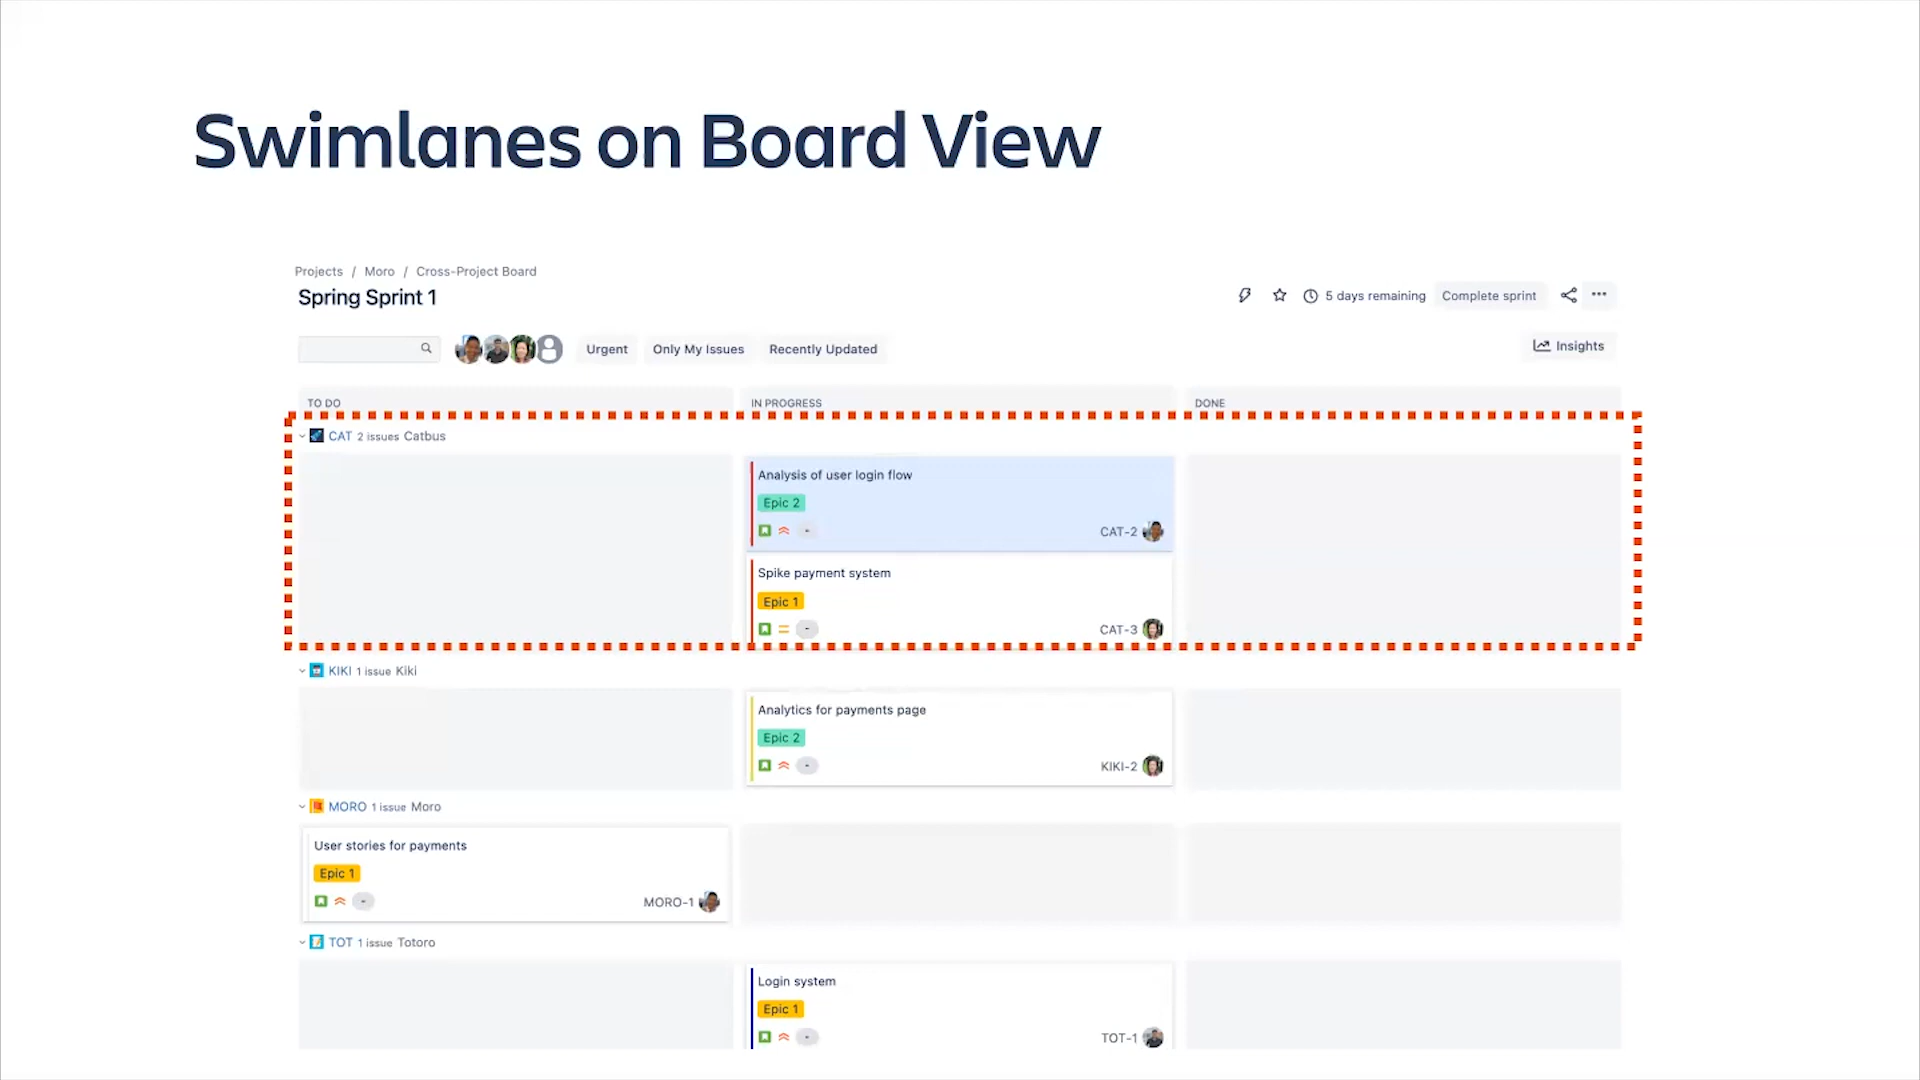 Swimlanes on Board View
Projects / Moro / Cross-Project Board
Spring Sprint 1
5 days remaining
Complete sprint
Urgent
Only My Issues
Recently Updated
Insights
TO DO
IN PROGRESS
DONE
CAT 2 issues Catbus
Analysis of user login flow
Epic 2
-
CAT-2
Spike payment system
Epic 1
-
CAT-3
KIKI 1 issue Kiki
Analytics for payments page
Epic 2
-
KIKI-2
MORO 1 issue Moro
User stories for payments
Epic 1
-
MORO-1
TOT 1 issue Totoro
Login system
Epic 1
-
TOT-1